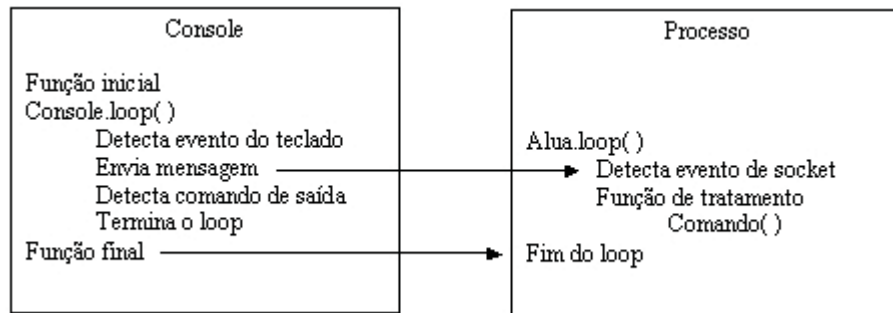 Console
Função inicial
Console.loop( )
Detecta evento do teclado
Envia mensagem
Detecta comando de saída
Termina o loop
Função final
Processo
Alua.loop( )
Detecta evento de socket
Função de tratamento
Comando( )
Fim do loop